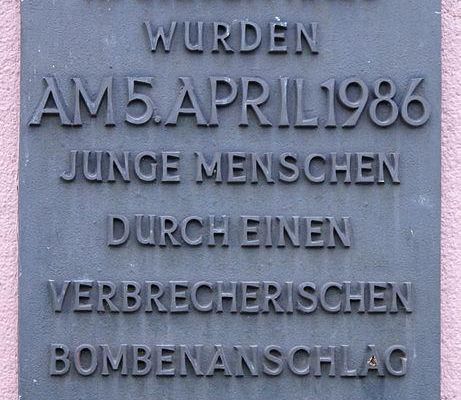 WURDEN
AM 5. APRIL 1986
JUNGE MENSCHEN
DURCH EINEN
VERBRECHERISCHEN
BOMBENANSCHLAG